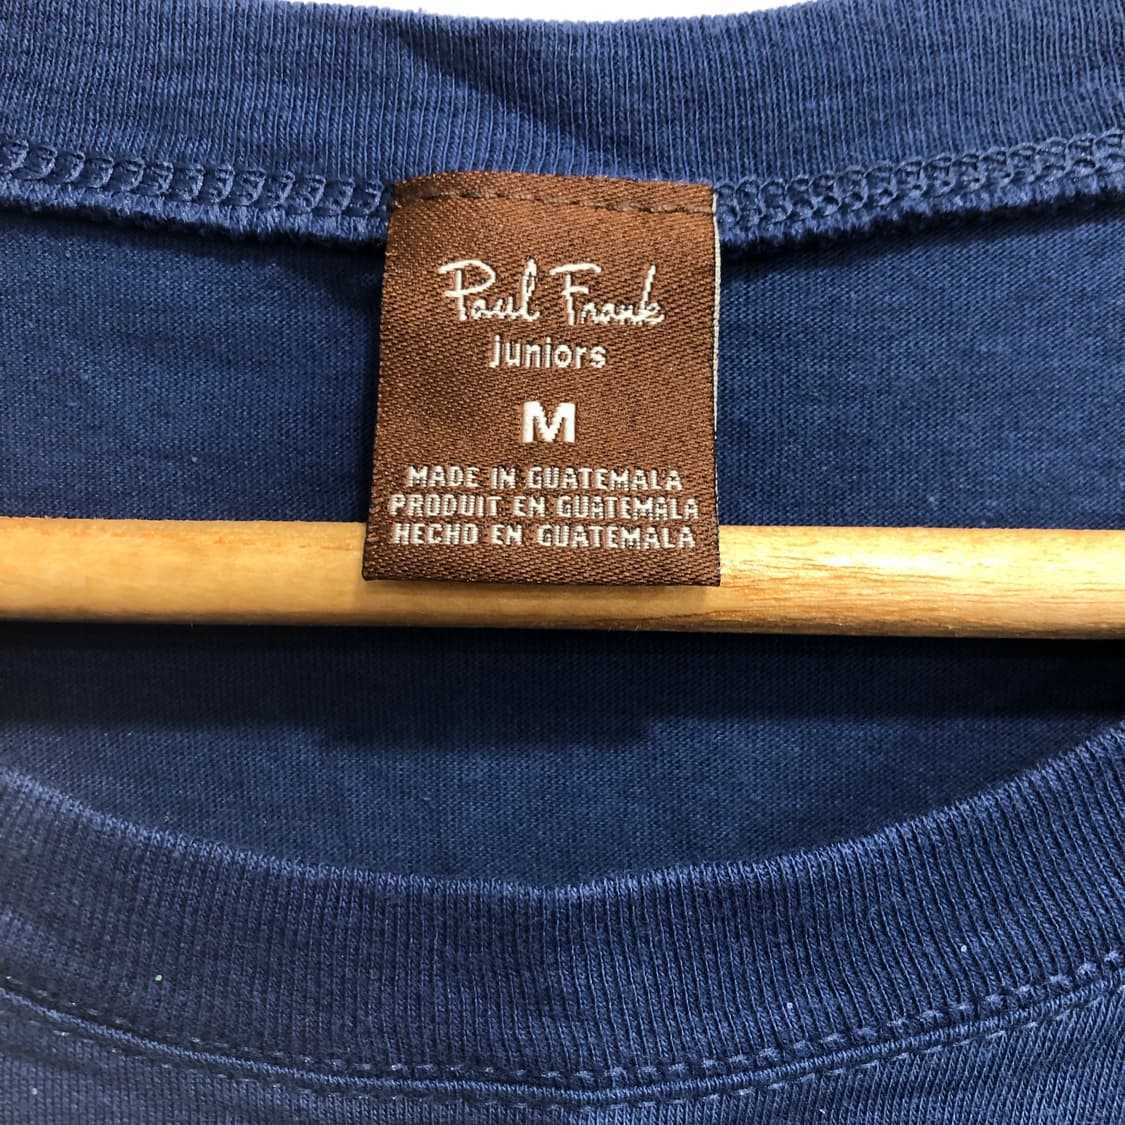 Paul Frank
juniors
M
MADE IN GUATEMALA
PRODUIT EN GUATEMALA
HECHO EN GUATEMALA